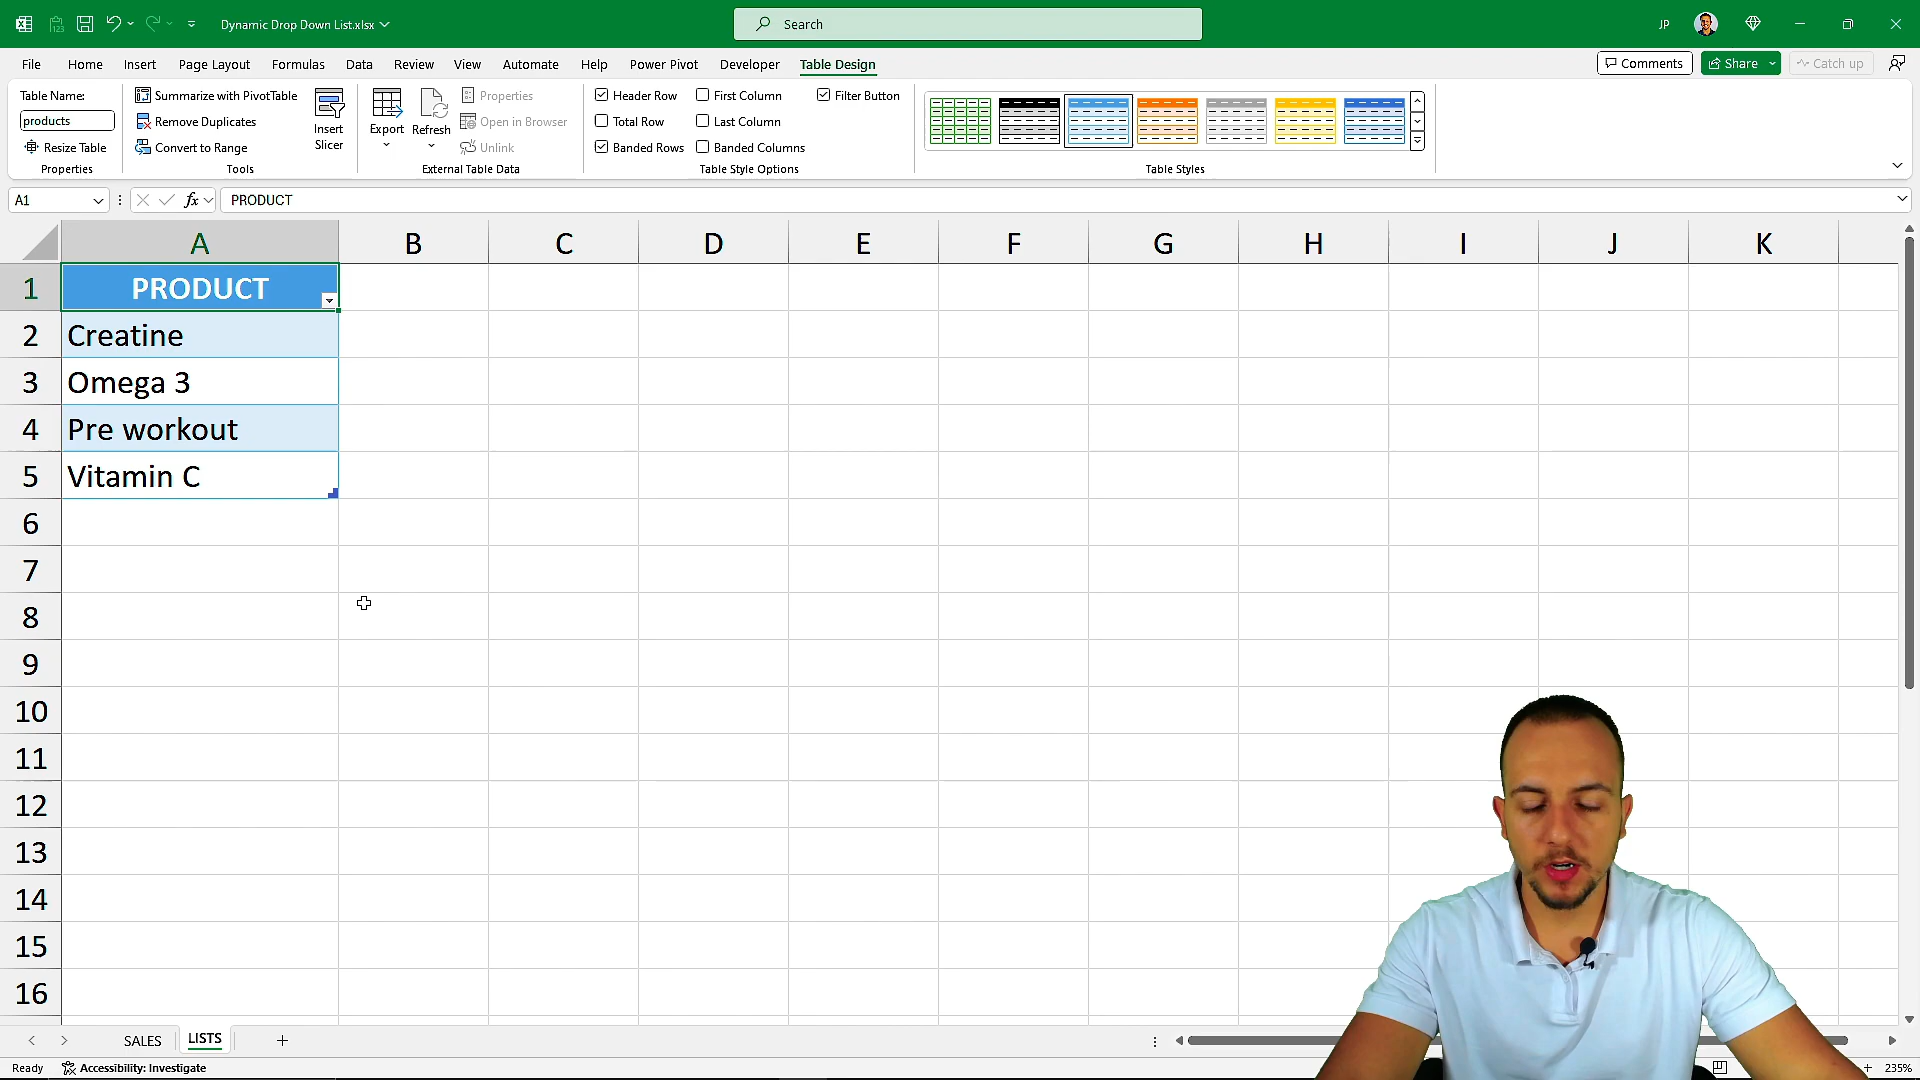 Dynamic Drop Down List.xlsx
Search
JP
File Home Insert Page Layout Formulas Data Review View Automate Help Power Pivot Developer Table Design
Comments Share Catch up
Table Name:
products
Resize Table
Properties
Summarize with PivotTable
Remove Duplicates
Convert to Range
Tools
Insert
Slicer
Export
Refresh
Properties
Open in Browser
Unlink
External Table Data
Header Row First Column Filter Button
Total Row Last Column
Banded Rows Banded Columns
Table Style Options
Table Styles
A1 fx PRODUCT
A B C D E F G H I J K
1 PRODUCT
2 Creatine
3 Omega 3
4 Pre workout
5 Vitamin C
6
7
8
9
10
11
12
13
14
15
16
SALES LISTS
Ready Accessibility: Investigate 235%